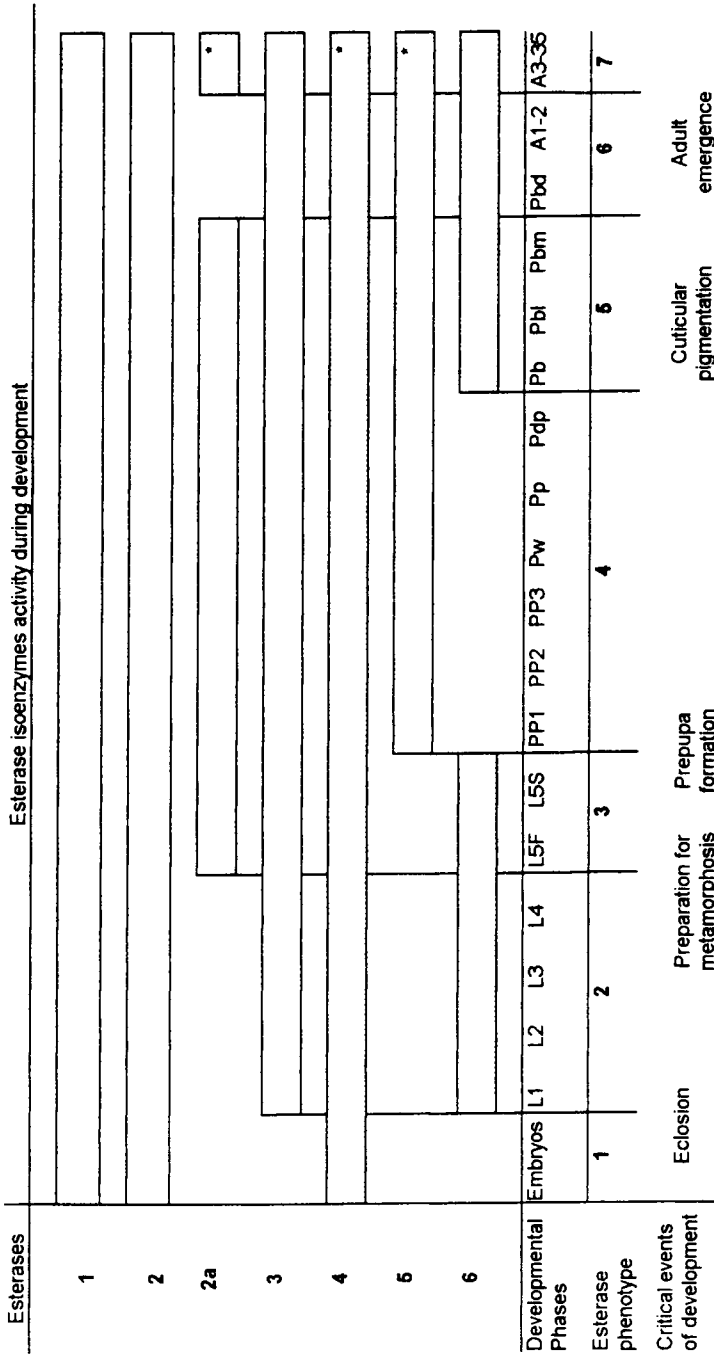 Esterase isoenzymes activity during development
Esterases
1
2
2a *
3
4 *
5 *
6
Developmental Phases Embryos L1 L2 L3 L4 L5F L5S PP1 PP2 PP3 Pw Pp Pdp Pb Pbl Pbm Pbd A1-2 A3-35
Esterase phenotype 1 2 3 4 5 6 7
Critical events of development Eclosion Preparation for metamorphosis Prepupa formation Cuticular pigmentation Adult emergence